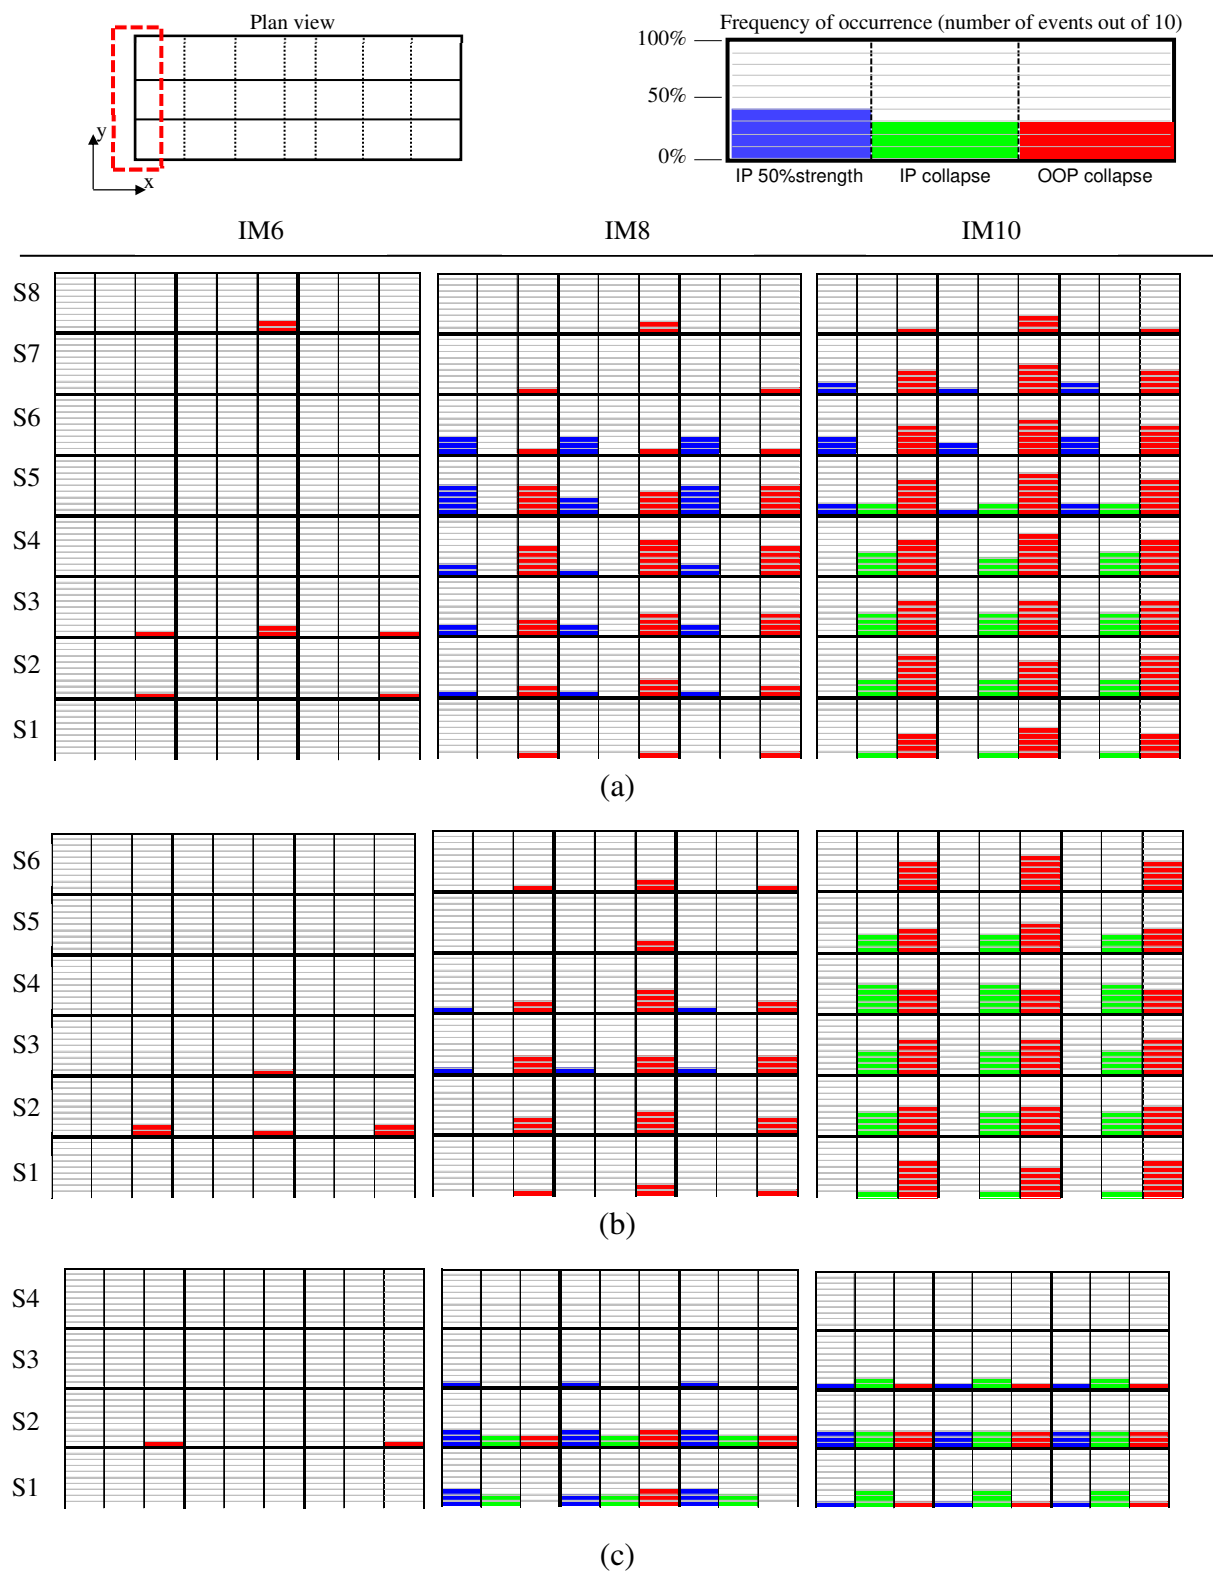 Plan view
Frequency of occurrence (number of events out of 10)
100%
50%
0%
y
x
IP 50%strength IP collapse OOP collapse
IM6 IM8 IM10
S8
S7
S6
S5
S4
S3
S2
S1
(a)
S6
S5
S4
S3
S2
S1
(b)
S4
S3
S2
S1
(c)